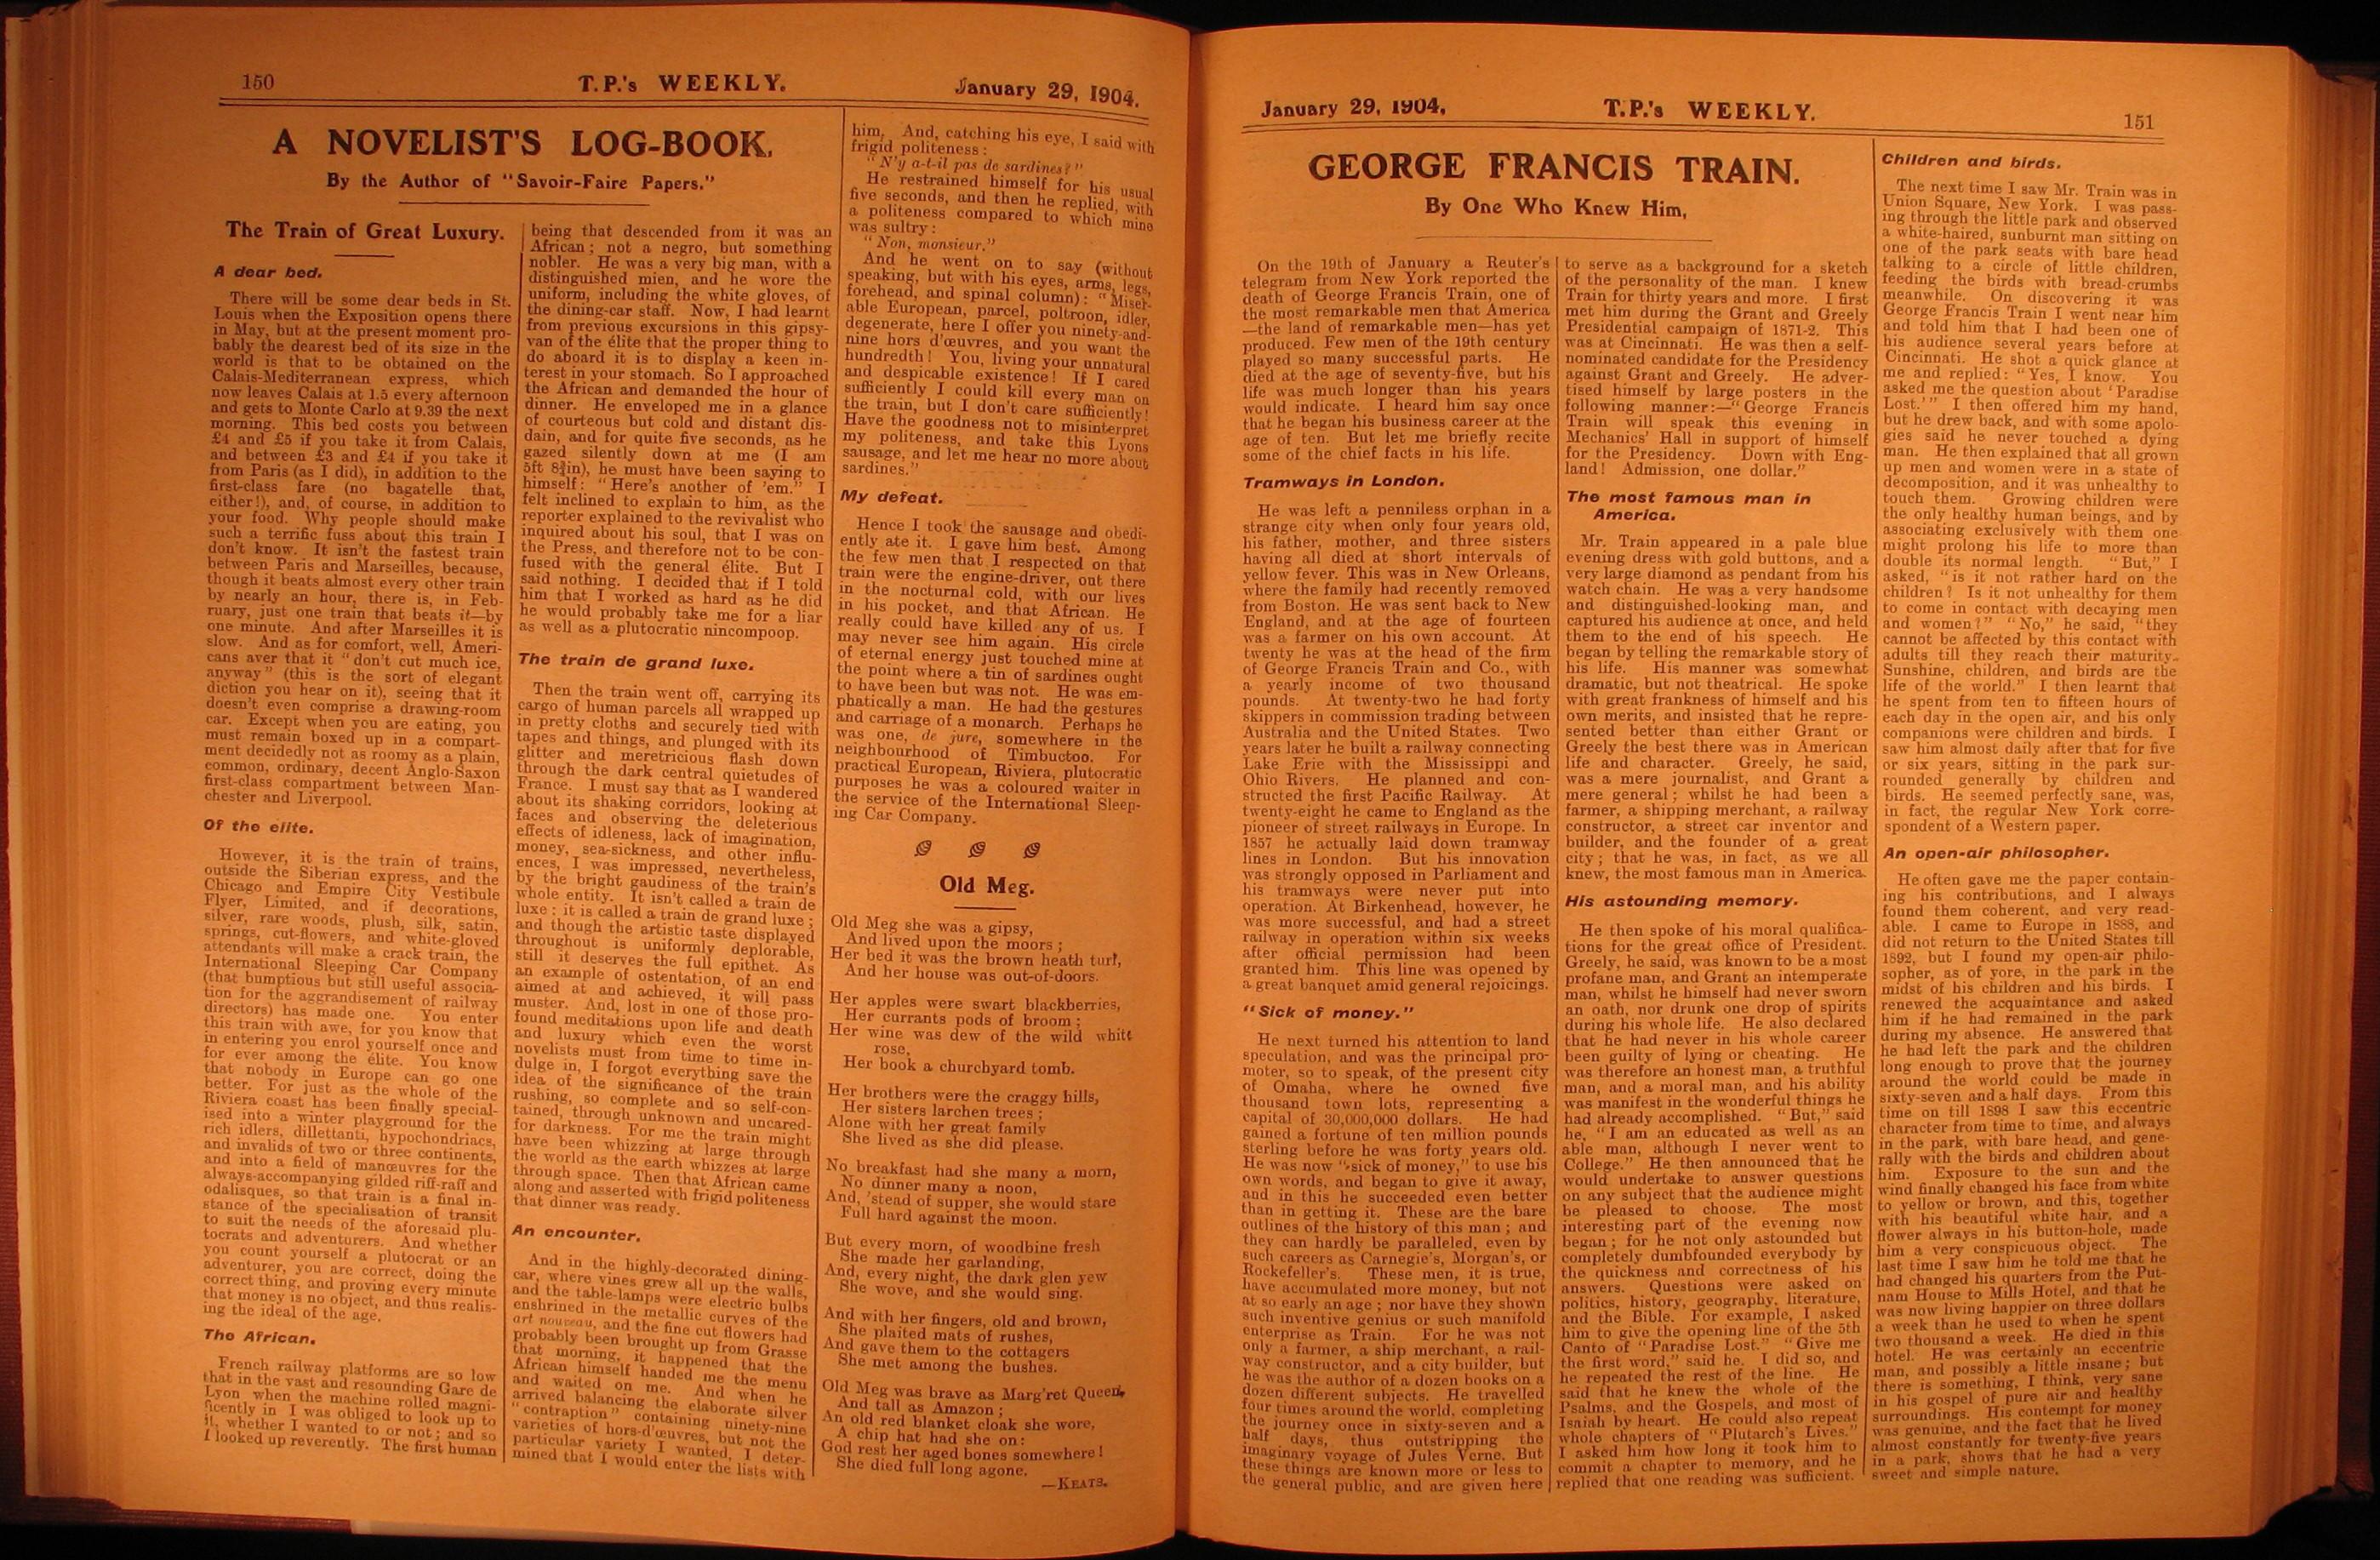 150
T.P.'s WEEKLY.
January 29, 1904.
A NOVELIST'S LOG-BOOK.
By the Author of "Savoir-Faire Papers."
The Train of Great Luxury.
A dear bed.
There will be some dear beds in St.
Louis when the Exposition opens there
in May, but at the present moment pro-
bably the dearest bed of its size in the
world is that to be obtained on the
Calais-Mediterranean express, which
now leaves Calais at 1.5 every afternoon
and gets to Monte Carlo at 9.39 the next
morning. This bed costs you between
£4 and £5 if you take it from Calais,
and between £3 and £4 if you take it
from Paris (as I did), in addition to the
first-class fare (no bagatelle that,
either!), and, of course, in addition to
your food. Why people should make
such a terrific fuss about this train I
don't know. It isn't the fastest train
between Paris and Marseilles, because,
though it beats almost every other train
by nearly an hour, there is, in Feb-
ruary, just one train that beats it—by
one minute. And after Marseilles it is
slow. And as for comfort, well, Ameri-
cans aver that it "don't cut much ice,
anyway" (this is the sort of elegant
diction you hear on it), seeing that it
doesn't even comprise a drawing-room
car. Except when you are eating, you
must remain boxed up in a compart-
ment decidedly not as roomy as a plain,
common, ordinary, decent Anglo-Saxon
first-class compartment between Man-
chester and Liverpool.
Of the elite.
However, it is the train of trains,
outside the Siberian express, and the
Chicago and Empire City Vestibule
Flyer, Limited, and if decorations,
silver, rare woods, plush, silk, satin,
springs, cut-flowers, and white-gloved
attendants will make a crack train, the
International Sleeping Car Company
(that bumptious but still useful associa-
tion for the aggrandisement of railway
directors) has made one. You enter
this train with awe, for you know that
in entering you enrol yourself once and
for ever among the élite. You know
that nobody in Europe can go one
better. For just as the whole of the
Riviera coast has been finally special-
ised into a winter playground for the
rich idlers, dillettanti, hypochondriacs,
and invalids of two or three continents,
and into a field of manœuvres for the
always-accompanying gilded riff-raff and
odalisques, so that train is a final in-
stance of the specialisation of transit
to suit the needs of the aforesaid plu-
tocrats and adventurers. And whether
you count yourself a plutocrat or an
adventurer, you are correct, doing the
correct thing, and proving every minute
that money is no object, and thus realis-
ing the ideal of the age.
The African.
French railway platforms are so low
that in the vast and resounding Gare de
Lyon when the machine rolled magni-
ficently in I was obliged to look up to
it, whether I wanted to or not; and so
I looked up reverently. The first human
being that descended from it was an
African; not a negro, but something
nobler. He was a very big man, with a
distinguished mien, and he wore the
uniform, including the white gloves, of
the dining-car staff. Now, I had learnt
from previous excursions in this gipsy-
van of the élite that the proper thing to
do aboard it is to display a keen in-
terest in your stomach. So I approached
the African and demanded the hour of
dinner. He enveloped me in a glance
of courteous but cold and distant dis-
dain, and for quite five seconds, as he
gazed silently down at me (I am
5ft 8¾in), he must have been saying to
himself: "Here's another of 'em." I
felt inclined to explain to him, as the
reporter explained to the revivalist who
inquired about his soul, that I was on
the Press, and therefore not to be con-
fused with the general élite. But I
said nothing. I decided that if I told
him that I worked as hard as he did
he would probably take me for a liar
as well as a plutocratic nincompoop.
The train de grand luxe.
Then the train went off, carrying its
cargo of human parcels all wrapped up
in pretty cloths and securely tied with
tapes and things, and plunged with its
glitter and meretricious flash down
through the dark central quietudes of
France. I must say that as I wandered
about its shaking corridors, looking at
faces and observing the deleterious
effects of idleness, lack of imagination,
money, sea-sickness, and other influ-
ences, I was impressed, nevertheless,
by the bright gaudiness of the train's
whole entity. It isn't called a train de
luxe: it is called a train de grand luxe;
and though the artistic taste displayed
throughout is uniformly deplorable,
still it deserves the full epithet. As
an example of ostentation, of an end
aimed at and achieved, it will pass
muster. And, lost in one of those pro-
found meditations upon life and death
and luxury which even the worst
novelists must from time to time in-
dulge in, I forgot everything save the
idea of the significance of the train
rushing, so complete and so self-con-
tained, through unknown and uncared-
for darkness. For me the train might
have been whizzing at large through
the world as the earth whizzes at large
through space. Then that African came
along and asserted with frigid politeness
that dinner was ready.
An encounter.
And in the highly-decorated dining-
car, where vines grew all up the walls,
and the table-lamps were electric bulbs
enshrined in the metallic curves of the
art nouveau, and the fine cut flowers had
probably been brought up from Grasse
that morning, it happened that the
African himself handed me the menu
and waited on me. And when he
arrived balancing the elaborate silver
"contraption" containing ninety-nine
varieties of hors-d'œuvres, but not the
particular variety I wanted, I deter-
mined that I would enter the lists with
him. And, catching his eye, I said with
frigid politeness:
"N'y a-t-il pas de sardines?"
He restrained himself for his usual
five seconds, and then he replied, with
a politeness compared to which mine
was sultry:
"Non, monsieur."
And he went on to say (without
speaking, but with his eyes, arms, legs,
forehead, and spinal column): "Miser-
able European, parcel, poltroon, idler,
degenerate, here I offer you ninety-and-
nine hors d'œuvres, and you want the
hundredth! You, living your unnatural
and despicable existence! If I cared
sufficiently I could kill every man on
the train, but I don't care sufficiently!
Have the goodness not to misinterpret
my politeness, and take this Lyons
sausage, and let me hear no more about
sardines."
My defeat.
Hence I took the sausage and obedi-
ently ate it. I gave him best. Among
the few men that I respected on that
train were the engine-driver, out there
in the nocturnal cold, with our lives
in his pocket, and that African. He
really could have killed any of us. I
may never see him again. His circle
of eternal energy just touched mine at
the point where a tin of sardines ought
to have been but was not. He was em-
phatically a man. He had the gestures
and carriage of a monarch. Perhaps he
was one, de jure, somewhere in the
neighbourhood of Timbuctoo. For
practical European, Riviera, plutocratic
purposes he was a coloured waiter in
the service of the International Sleep-
ing Car Company.
Old Meg.
Old Meg she was a gipsy,
And lived upon the moors;
Her bed it was the brown heath turf,
And her house was out-of-doors.
Her apples were swart blackberries,
Her currants pods of broom;
Her wine was dew of the wild white
rose,
Her book a churchyard tomb.
Her brothers were the craggy hills,
Her sisters larchen trees;
Alone with her great family
She lived as she did please.
No breakfast had she many a morn,
No dinner many a noon,
And, 'stead of supper, she would stare
Full hard against the moon.
But every morn, of woodbine fresh
She made her garlanding,
And, every night, the dark glen yew
She wove, and she would sing.
And with her fingers, old and brown,
She plaited mats of rushes,
And gave them to the cottagers
She met among the bushes.
Old Meg was brave as Marg'ret Queen,
And tall as Amazon;
An old red blanket cloak she wore,
A chip hat had she on:
God rest her aged bones somewhere!
She died full long agone.
—KEATS.
January 29, 1904.
T.P.'s WEEKLY.
151
GEORGE FRANCIS TRAIN.
By One Who Knew Him.
On the 19th of January a Reuter's
telegram from New York reported the
death of George Francis Train, one of
the most remarkable men that America
—the land of remarkable men—has yet
produced. Few men of the 19th century
played so many successful parts. He
died at the age of seventy-five, but his
life was much longer than his years
would indicate. I heard him say once
that he began his business career at the
age of ten. But let me briefly recite
some of the chief facts in his life.
Tramways in London.
He was left a penniless orphan in a
strange city when only four years old,
his father, mother, and three sisters
having all died at short intervals of
yellow fever. This was in New Orleans,
where the family had recently removed
from Boston. He was sent back to New
England, and at the age of fourteen
was a farmer on his own account. At
twenty he was at the head of the firm
of George Francis Train and Co., with
a yearly income of two thousand
pounds. At twenty-two he had forty
skippers in commission trading between
Australia and the United States. Two
years later he built a railway connecting
Lake Erie with the Mississippi and
Ohio Rivers. He planned and con-
structed the first Pacific Railway. At
twenty-eight he came to England as the
pioneer of street railways in Europe. In
1857 he actually laid down tramway
lines in London. But his innovation
was strongly opposed in Parliament and
his tramways were never put into
operation. At Birkenhead, however, he
was more successful, and had a street
railway in operation within six weeks
after official permission had been
granted him. This line was opened by
a great banquet amid general rejoicings.
"Sick of money."
He next turned his attention to land
speculation, and was the principal pro-
moter, so to speak, of the present city
of Omaha, where he owned five
thousand town lots, representing a
capital of 30,000,000 dollars. He had
gained a fortune of ten million pounds
sterling before he was forty years old.
He was now "sick of money," to use his
own words, and began to give it away,
and in this he succeeded even better
than in getting it. These are the bare
outlines of the history of this man; and
they can hardly be paralleled, even by
such careers as Carnegie's, Morgan's, or
Rockefeller's. These men, it is true,
have accumulated more money, but not
at so early an age; nor have they shown
such inventive genius or such manifold
enterprise as Train. For he was not
only a farmer, a ship merchant, a rail-
way constructor, and a city builder, but
he was the author of a dozen books on a
dozen different subjects. He travelled
four times around the world, completing
the journey once in sixty-seven and a
half days, thus outstripping the
imaginary voyage of Jules Verne. But
these things are known more or less to
the general public, and are given here
to serve as a background for a sketch
of the personality of the man. I knew
Train for thirty years and more. I first
met him during the Grant and Greely
Presidential campaign of 1871-2. This
was at Cincinnati. He was then a self-
nominated candidate for the Presidency
against Grant and Greely. He adver-
tised himself by large posters in the
following manner:—"George Francis
Train will speak this evening in
Mechanics' Hall in support of himself
for the Presidency. Down with Eng-
land! Admission, one dollar."
The most famous man in
America.
Mr. Train appeared in a pale blue
evening dress with gold buttons, and a
very large diamond as pendant from his
watch chain. He was a very handsome
and distinguished-looking man, and
captured his audience at once, and held
them to the end of his speech. He
began by telling the remarkable story of
his life. His manner was somewhat
dramatic, but not theatrical. He spoke
with great frankness of himself and his
own merits, and insisted that he repre-
sented better than either Grant or
Greely the best there was in American
life and character. Greely, he said,
was a mere journalist, and Grant a
mere general; whilst he had been a
farmer, a shipping merchant, a railway
constructor, a street car inventor and
builder, and the founder of a great
city; that he was, in fact, as we all
knew, the most famous man in America.
His astounding memory.
He then spoke of his moral qualifica-
tions for the great office of President.
Greely, he said, was known to be a most
profane man, and Grant an intemperate
man, whilst he himself had never sworn
an oath, nor drunk one drop of spirits
during his whole life. He also declared
that he had never in his whole career
been guilty of lying or cheating. He
was therefore an honest man, a truthful
man, and a moral man, and his ability
was manifest in the wonderful things he
had already accomplished. "But," said
he, "I am an educated as well as an
able man, although I never went to
College." He then announced that he
would undertake to answer questions
on any subject that the audience might
be pleased to choose. The most
interesting part of the evening now
began; for he not only astounded but
completely dumbfounded everybody by
the quickness and correctness of his
answers. Questions were asked on
politics, history, geography, literature,
and the Bible. For example, I asked
him to give the opening line of the 5th
Canto of "Paradise Lost." "Give me
the first word," said he. I did so, and
he repeated the rest of the line. He
said that he knew the whole of the
Psalms, and the Gospels, and most of
Isaiah by heart. He could also repeat
whole chapters of "Plutarch's Lives."
I asked him how long it took him to
commit a chapter to memory, and he
replied that one reading was sufficient.
Children and birds.
The next time I saw Mr. Train was in
Union Square, New York. I was pass-
ing through the little park and observed
a white-haired, sunburnt man sitting on
one of the park seats with bare head
talking to a circle of little children,
feeding the birds with bread-crumbs
meanwhile. On discovering it was
George Francis Train I went near him
and told him that I had been one of
his audience several years before at
Cincinnati. He shot a quick glance at
me and replied: "Yes, I know. You
asked me the question about 'Paradise
Lost.'" I then offered him my hand,
but he drew back, and with some apolo-
gies said he never touched a dying
man. He then explained that all grown
up men and women were in a state of
decomposition, and it was unhealthy to
touch them. Growing children were
the only healthy human beings, and by
associating exclusively with them one
might prolong his life to more than
double its normal length. "But," I
asked, "is it not rather hard on the
children? Is it not unhealthy for them
to come in contact with decaying men
and women?" "No," he said, "they
cannot be affected by this contact with
adults till they reach their maturity.
Sunshine, children, and birds are the
life of the world." I then learnt that
he spent from ten to fifteen hours of
each day in the open air, and his only
companions were children and birds. I
saw him almost daily after that for five
or six years, sitting in the park sur-
rounded generally by children and
birds. He seemed perfectly sane, was,
in fact, the regular New York corre-
spondent of a Western paper.
An open-air philosopher.
He often gave me the paper contain-
ing his contributions, and I always
found them coherent, and very read-
able. I came to Europe in 1888, and
did not return to the United States till
1892, but I found my open-air philo-
sopher, as of yore, in the park in the
midst of his children and his birds. I
renewed the acquaintance and asked
him if he had remained in the park
during my absence. He answered that
he had left the park and the children
long enough to prove that the journey
around the world could be made in
sixty-seven and a half days. From this
time on till 1898 I saw this eccentric
character from time to time, and always
in the park, with bare head, and gene-
rally with the birds and children about
him. Exposure to the sun and the
wind finally changed his face from white
to yellow or brown, and this, together
with his beautiful white hair, and a
flower always in his button-hole, made
him a very conspicuous object. The
last time I saw him he told me that he
had changed his quarters from the Put-
nam House to Mills Hotel, and that he
was now living happier on three dollars
a week than he used to when he spent
two thousand a week. He died in this
hotel. He was certainly an eccentric
man, and possibly a little insane; but
there is something, I think, very sane
in his gospel of pure air and healthy
surroundings. His contempt for money
was genuine, and the fact that he lived
almost constantly for twenty-five years
in a park, shows that he had a very
sweet and simple nature.